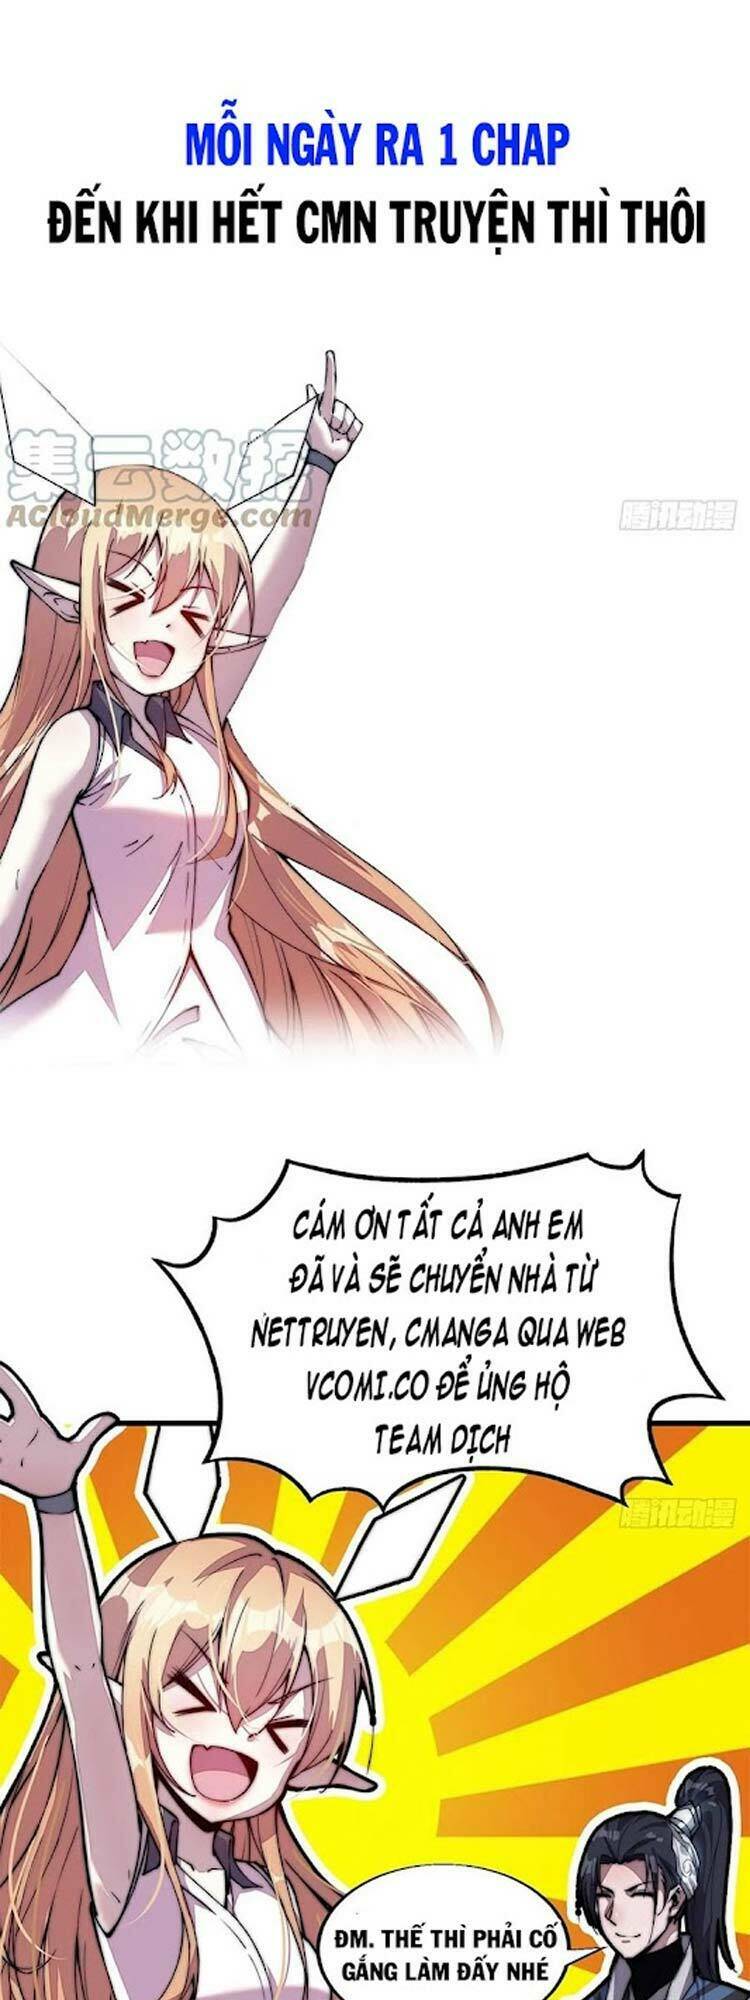 MỖI NGÀY RA 1 CHAP
ĐẾN KHI HẾT CMN TRUYỆN THÌ THÔI
集云数据
ACloudMerge.com
腾讯动漫
CÁM ƠN TẤT CẢ ANH EM
ĐÃ VÀ SẼ CHUYỂN NHÀ TỪ
NETTRUYEN, CMANGA QUA WEB
VCOMI.CO ĐỂ ỦNG HỘ
TEAM DỊCH
腾讯动漫
ĐM. THẾ THÌ PHẢI CỐ
GẮNG LÀM ĐẤY NHÉ